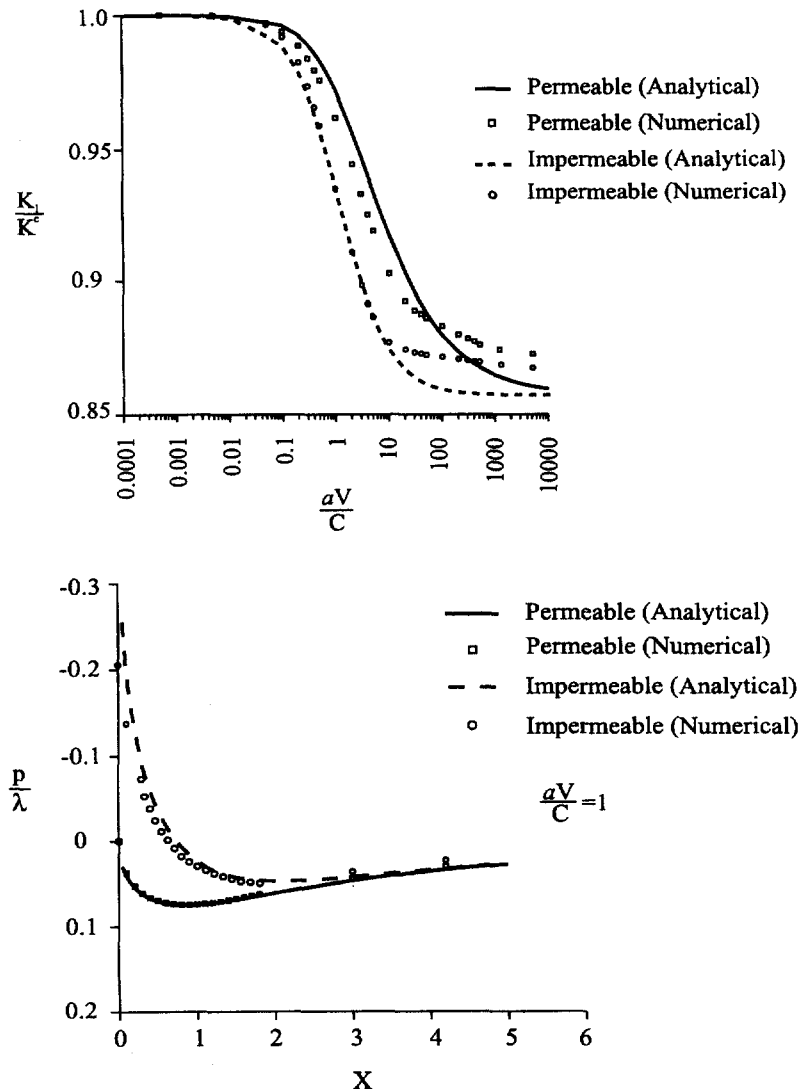 1.0
0.95
0.9
0.85
0.0001
0.001
0.01
0.1
1
10
100
1000
10000
aV
C
Permeable (Analytical)
Permeable (Numerical)
Impermeable (Analytical)
Impermeable (Numerical)
-0.3
-0.2
-0.1
0
0.1
0.2
p
λ
0
1
2
3
4
5
6
X
Permeable (Analytical)
Permeable (Numerical)
Impermeable (Analytical)
Impermeable (Numerical)
aV
C
=1